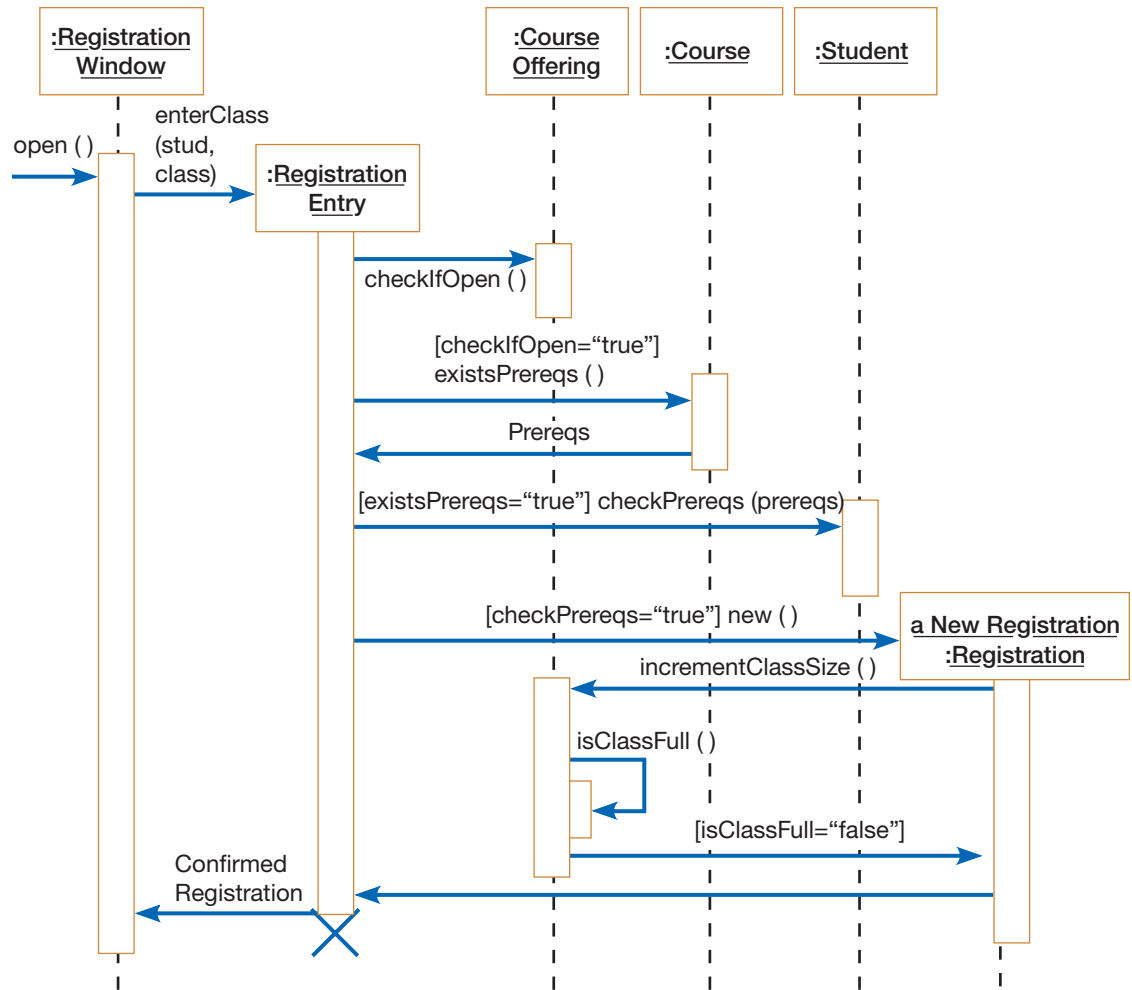 :Registration
Window
:Course
Offering
:Course
:Student
open ( )
enterClass
(stud,
class)
:Registration
Entry
checkIfOpen ( )
[checkIfOpen=“true”]
existsPrereqs ( )
Prereqs
[existsPrereqs=“true”] checkPrereqs (prereqs)
[checkPrereqs=“true”] new ( )
a New Registration
:Registration
incrementClassSize ( )
isClassFull ( )
[isClassFull=“false”]
Confirmed
Registration